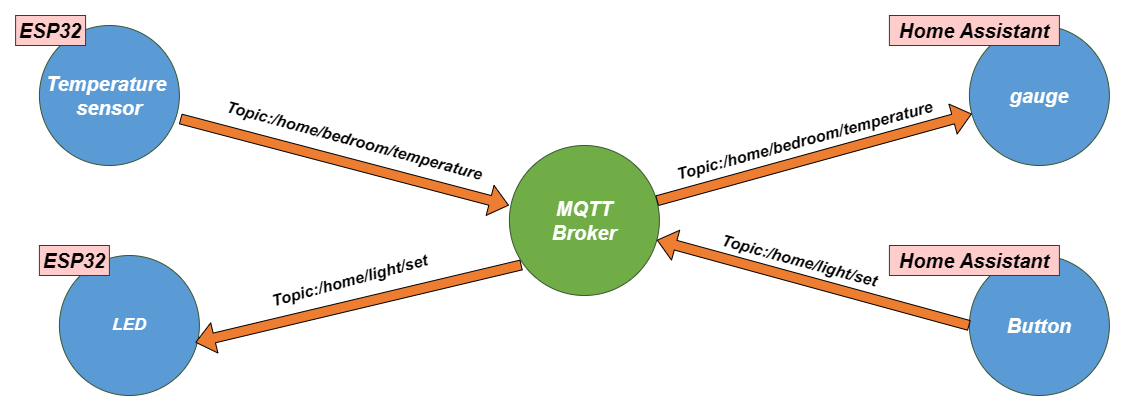 ESP32
Temperature
sensor
Topic:/home/bedroom/temperature
MQTT
Broker
Topic:/home/bedroom/temperature
Home Assistant
gauge
ESP32
LED
Topic:/home/light/set
Topic:/home/light/set
Home Assistant
Button